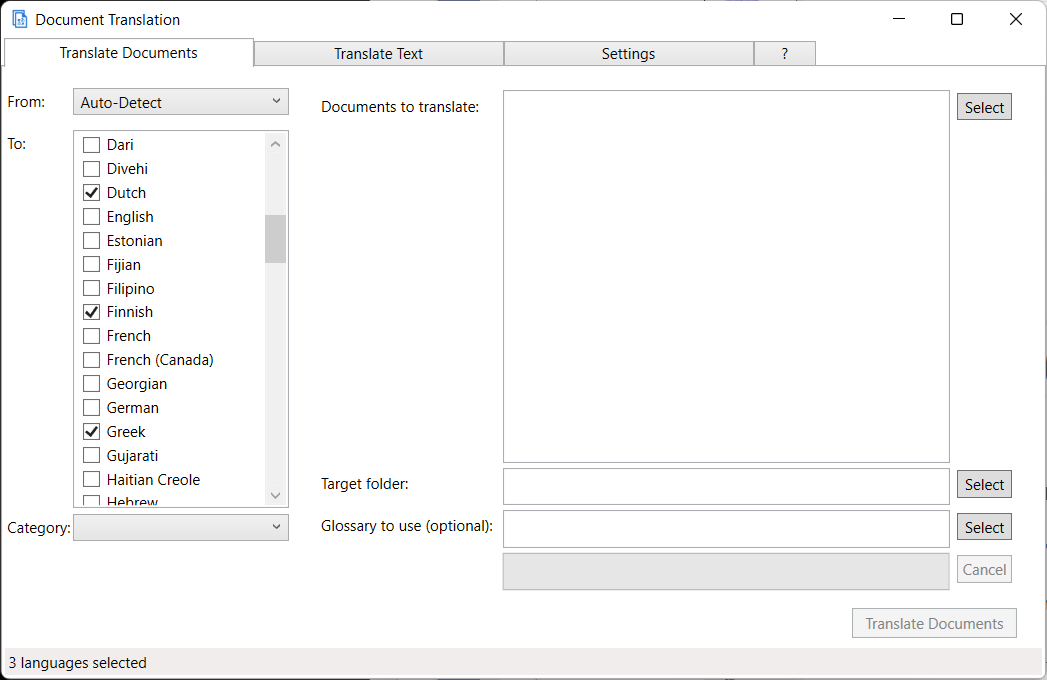 Document Translation
Translate Documents
Translate Text
Settings
?
From:
Auto-Detect
To:
Dari
Divehi
Dutch
English
Estonian
Fijian
Filipino
Finnish
French
French (Canada)
Georgian
German
Greek
Gujarati
Haitian Creole
Hebrew
Category:
Documents to translate:
Select
Target folder:
Select
Glossary to use (optional):
Select
Cancel
Translate Documents
3 languages selected